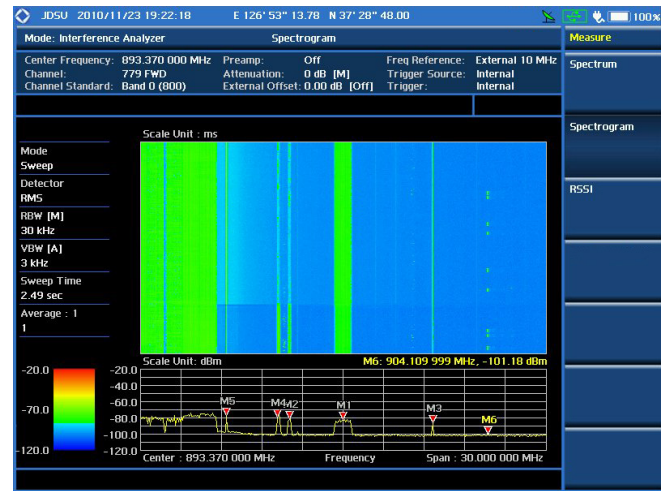 JDSU 2010/11/23 19:22:18 E 126' 53" 13.78 N 37' 28" 48.00 100%
Mode: Interference Analyzer Spectrogram Measure
Center Frequency: 893.370 000 MHz Preamp: Off Freq Reference: External 10 MHz
Channel: 779 FWD Attenuation: 0 dB [M] Trigger Source: Internal
Channel Standard: Band 0 (800) External Offset: 0.00 dB [Off] Trigger: Internal
Spectrum
Spectrogram
RSSI
Scale Unit : ms
Mode
Sweep
Detector
RMS
RBW [M]
30 kHz
VBW [A]
3 kHz
Sweep Time
2.49 sec
Average : 1
1
Scale Unit: dBm M6: 904.109 999 MHz, -101.18 dBm
-20.0
-70.0
-120.0
-20.0
-40.0
-60.0
-80.0
-100.0
-120.0
M5 M4 M2 M1 M3 M6
Center : 893.370 000 MHz Frequency Span : 30.000 000 MHz